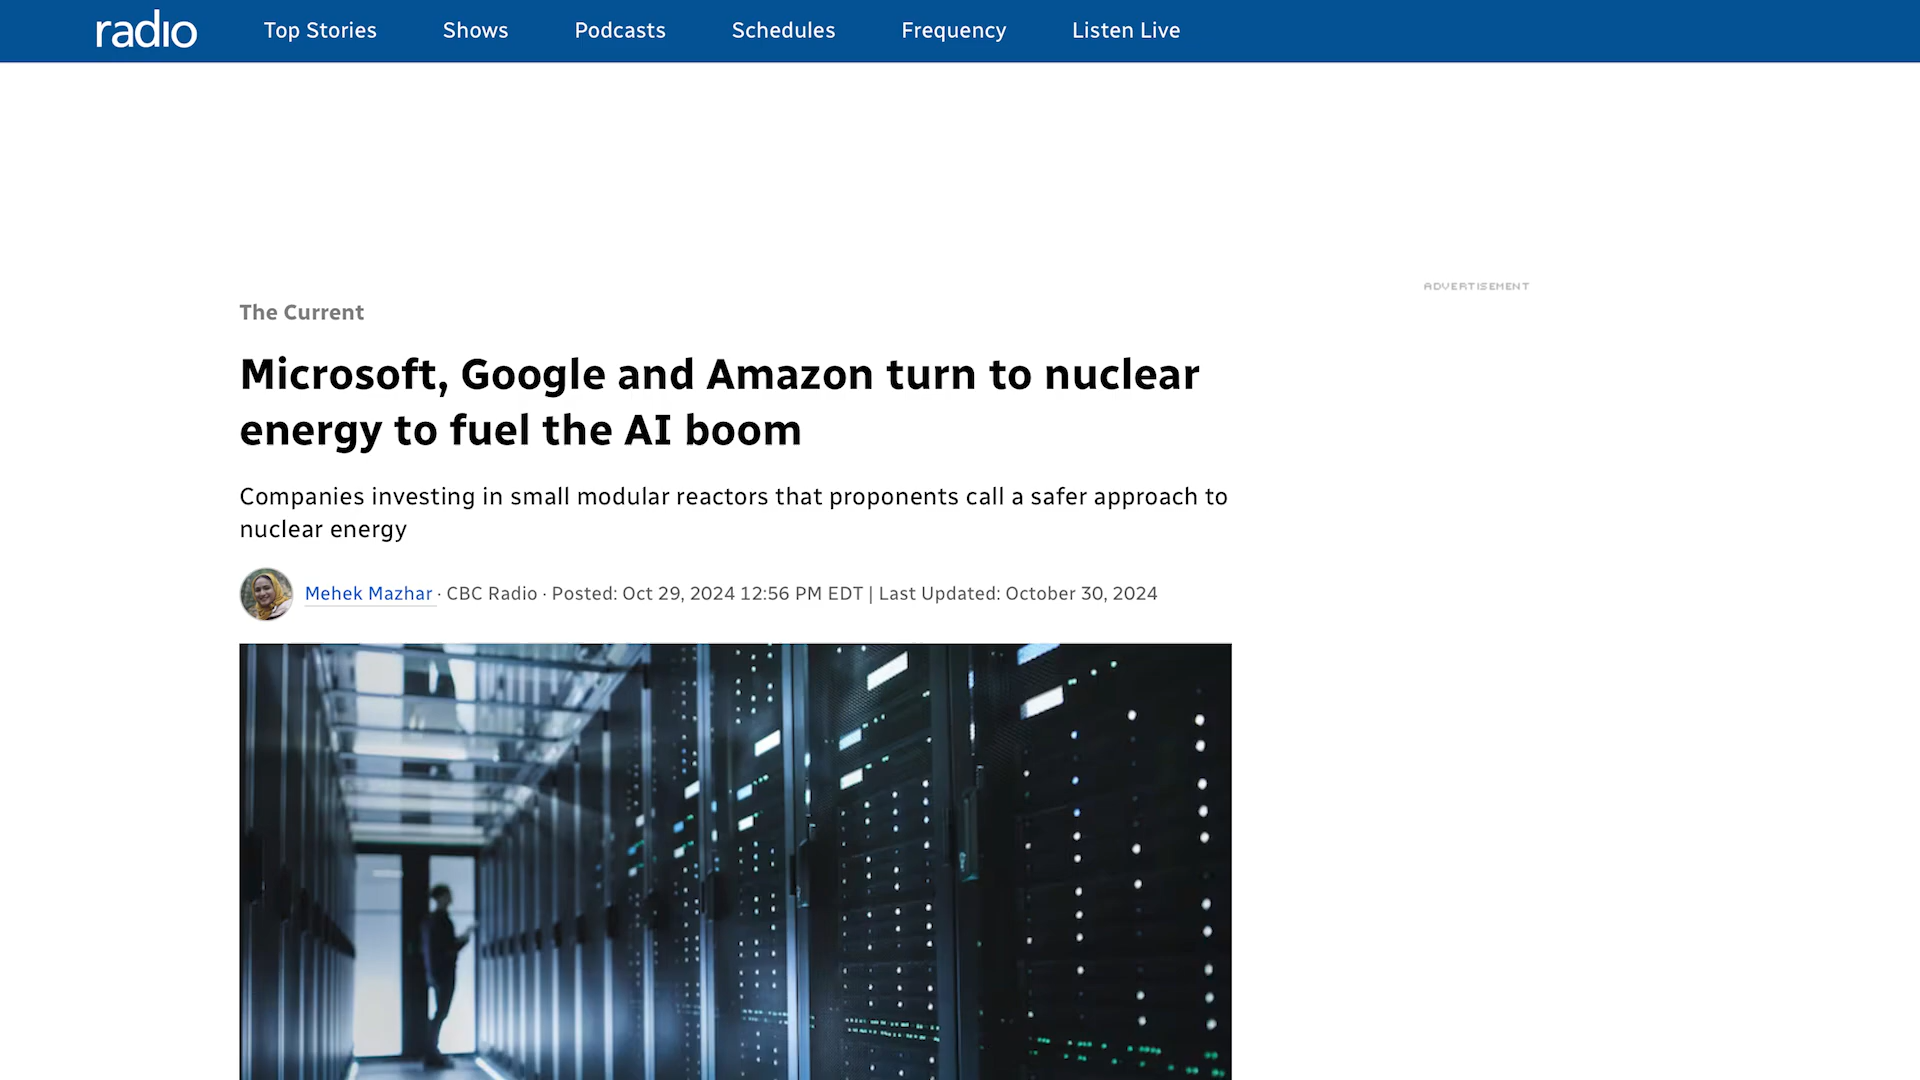 radio
Top Stories
Shows
Podcasts
Schedules
Frequency
Listen Live
ADVERTISEMENT
The Current
Microsoft, Google and Amazon turn to nuclear
energy to fuel the AI boom
Companies investing in small modular reactors that proponents call a safer approach to
nuclear energy
Mehek Mazhar · CBC Radio · Posted: Oct 29, 2024 12:56 PM EDT | Last Updated: October 30, 2024